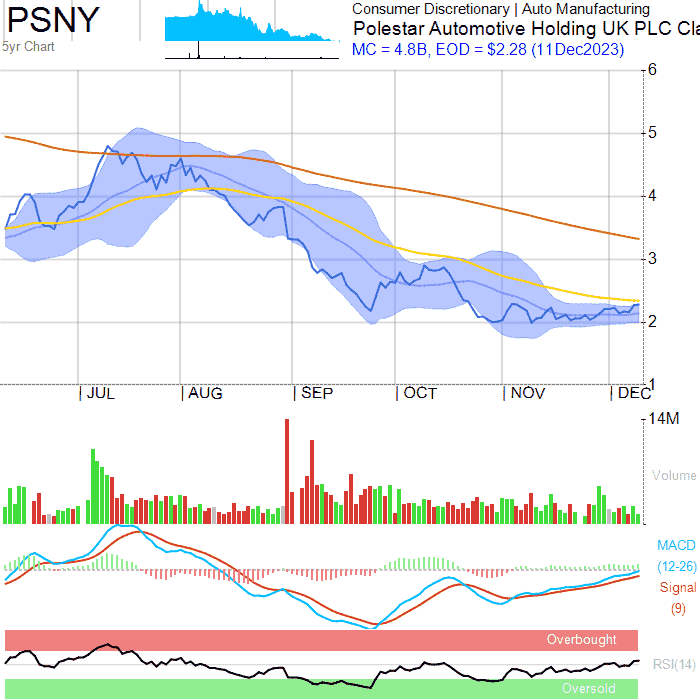 PSNY
5yr Chart
Consumer Discretionary | Auto Manufacturing
Polestar Automotive Holding UK PLC Cla
MC = 4.8B, EOD = $2.28 (11Dec2023)
6
5
4
3
2
1
JUL
AUG
SEP
OCT
NOV
DEC
14M
Volume
MACD
(12-26)
Signal
(9)
Overbought
RSI(14)
Oversold